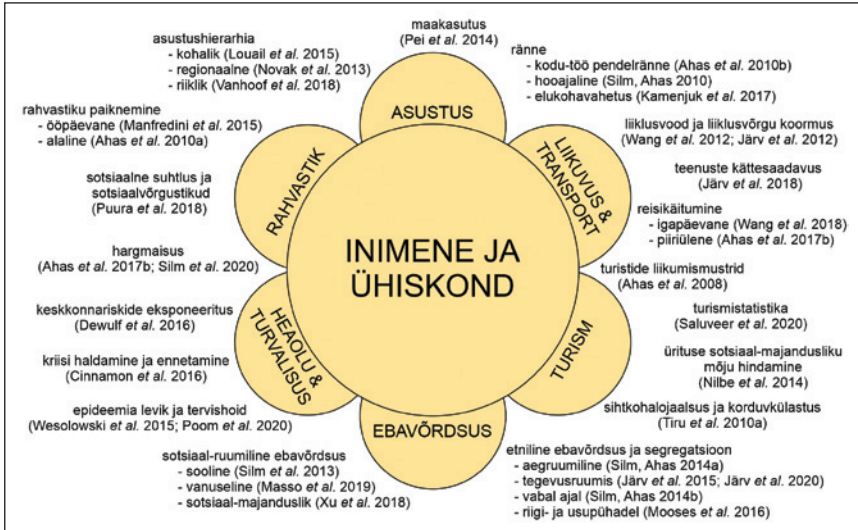 maakasutus
(Pei et al. 2014)
asustushierarhia
- kohalik (Louail et al. 2015)
- regionaalne (Novak et al. 2013)
- riiklik (Vanhoof et al. 2018)
rahvastiku paiknemine
- ööpäevane (Manfredini et al. 2015)
- alaline (Ahas et al. 2010a)
sotsiaalne suhtlus ja
sotsiaalvõrgustikud
(Puura et al. 2018)
hargmaisus
(Ahas et al. 2017b; Silm et al. 2020)
keskkonnariskide eksponeeritus
(Dewulf et al. 2016)
kriisi haldamine ja ennetamine
(Cinnamon et al. 2016)
epideemia levik ja tervishoid
(Wesolowski et al. 2015; Poom et al. 2020)
sotsiaal-ruumiline ebavõrdsus
- sooline (Silm et al. 2013)
- vanuseline (Masso et al. 2019)
- sotsiaal-majanduslik (Xu et al. 2018)
ASUSTUS
RAHVASTIK
LIIKUVUS &
TRANSPORT
INIMENE JA
ÜHISKOND
HEAOLU &
TURVALISUS
TURISM
EBAVÕRDSUS
ränne
- kodu-töö pendelränne (Ahas et al. 2010b)
- hooajaline (Silm, Ahas 2010)
- elukohavahetus (Kamenjuk et al. 2017)
liiklusvood ja liiklusvõrgu koormus
(Wang et al. 2012; Järv et al. 2012)
teenuste kättesaadavus
(Järv et al. 2018)
reisikäitumine
- igapäevane (Wang et al. 2018)
- piiriülene (Ahas et al. 2017b)
turistide liikumismustrid
(Ahas et al. 2008)
turismistatistika
(Saluveer et al. 2020)
ürituse sotsiaal-majandusliku
mõju hindamine
(Nilbe et al. 2014)
sihtkohalojaalsus ja korduvkülastus
(Tiru et al. 2010a)
etniline ebavõrdsus ja segregatsioon
- aegruumiline (Silm, Ahas 2014a)
- tegevusruumis (Järv et al. 2015; Järv et al. 2020)
- vabal ajal (Silm, Ahas 2014b)
- riigi- ja usupühadel (Mooses et al. 2016)